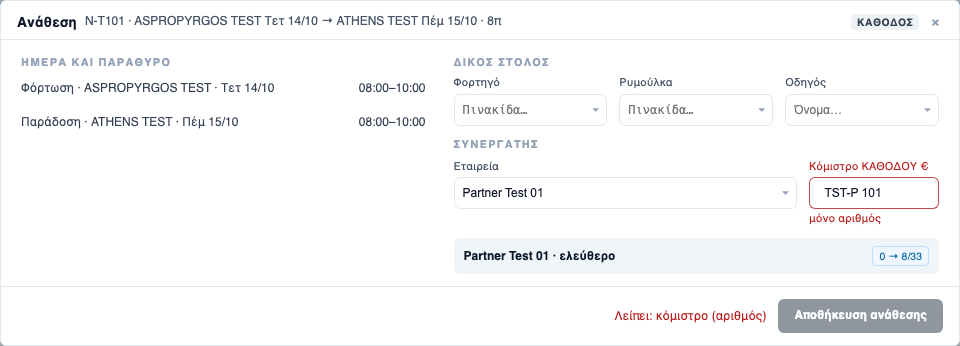 Ανάθεση N-T101 · ASPROPYRGOS TEST Τετ 14/10 → ATHENS TEST Πέμ 15/10 · 8π ΚΑΘΟΔΟΣ ×
ΗΜΕΡΑ ΚΑΙ ΠΑΡΑΘΥΡΟ
Φόρτωση · ASPROPYRGOS TEST · Τετ 14/10 08:00–10:00
Παράδοση · ATHENS TEST · Πέμ 15/10 08:00–10:00
ΔΙΚΟΣ ΣΤΟΛΟΣ
Φορτηγό Ρυμούλκα Οδηγός
Πινακίδα… Πινακίδα… Όνομα…
ΣΥΝΕΡΓΑΤΗΣ
Εταιρεία Κόμιστρο ΚΑΘΟΔΟΥ €
Partner Test 01 TST-P 101
μόνο αριθμός
Partner Test 01 · ελεύθερο 0 → 8/33
Λείπει: κόμιστρο (αριθμός) Αποθήκευση ανάθεσης